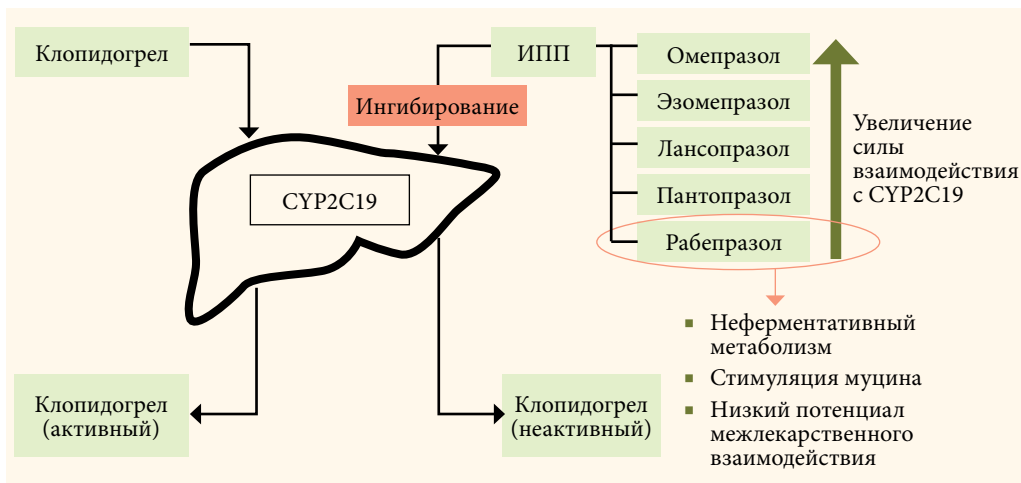 Клопидогрел
ИПП
Омепразол
Ингибирование
Эзомепразол
Лансопразол
Пантопразол
Рабепразол
Увеличение
силы
взаимодействия
с CYP2C19
CYP2C19
Неферментативный
метаболизм
Стимуляция муцина
Низкий потенциал
межлекарственного
взаимодействия
Клопидогрел
(активный)
Клопидогрел
(неактивный)